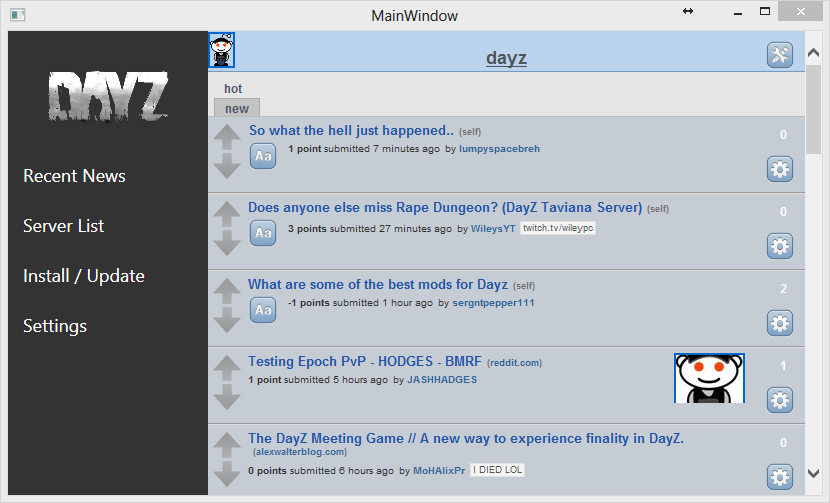 MainWindow
DAYZ
Recent News
Server List
Install / Update
Settings
dayz
hot
new
So what the hell just happened.. (self)
0
Aa
1 point submitted 7 minutes ago by lumpyspacebreh
Does anyone else miss Rape Dungeon? (DayZ Taviana Server) (self)
0
Aa
3 points submitted 27 minutes ago by WileysYT twitch.tv/wileypc
What are some of the best mods for Dayz (self)
2
Aa
-1 points submitted 1 hour ago by sergntpepper111
Testing Epoch PvP - HODGES - BMRF (reddit.com)
1
1 point submitted 5 hours ago by JASHHADGES
The DayZ Meeting Game // A new way to experience finality in DayZ.
0
(alexwalterblog.com)
0 points submitted 6 hours ago by MoHAlixPr I DIED LOL